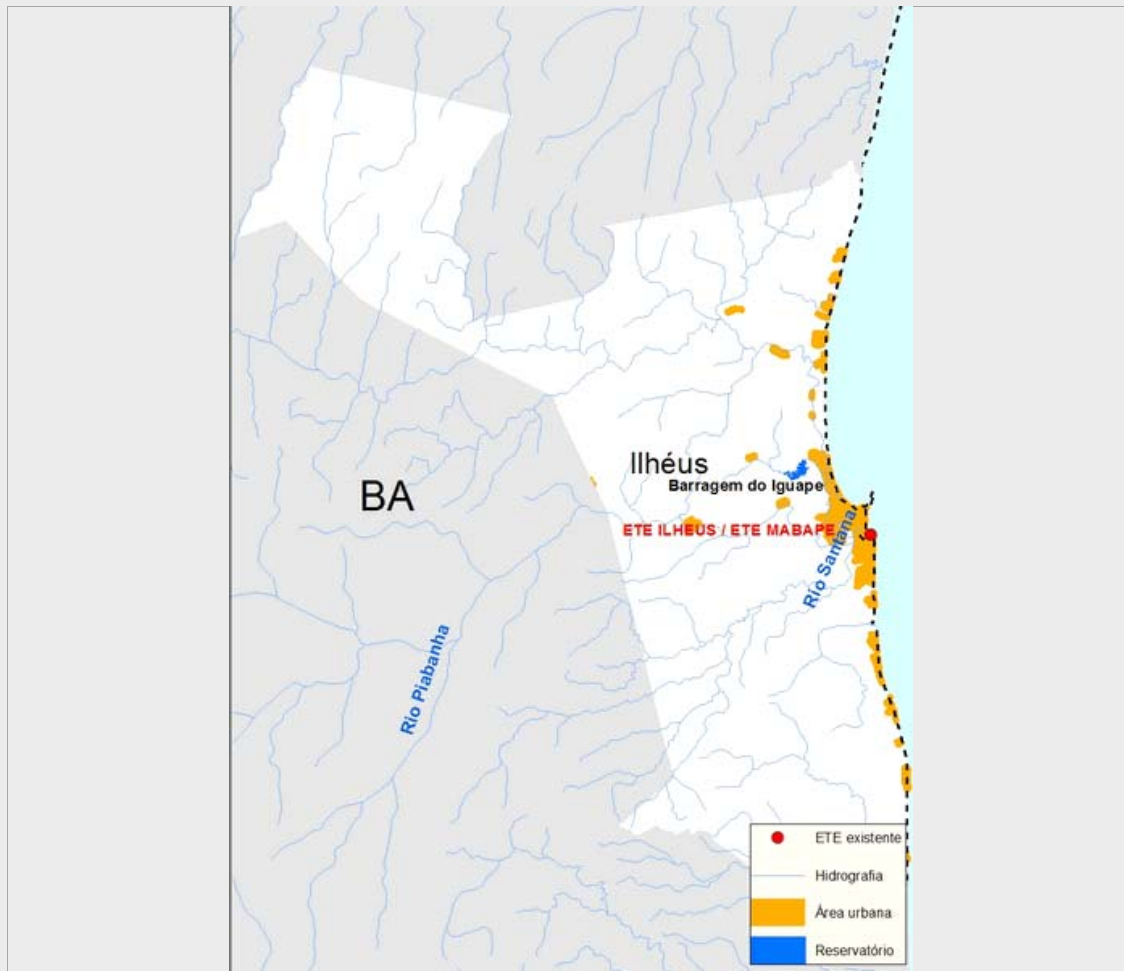 Ilhéus
Barragem do Iguape
BA
ETE ILHEUS / ETE MABAPE
Rio Santana
Rio Piabanha
ETE existente
Hidrografia
Área urbana
Reservatório